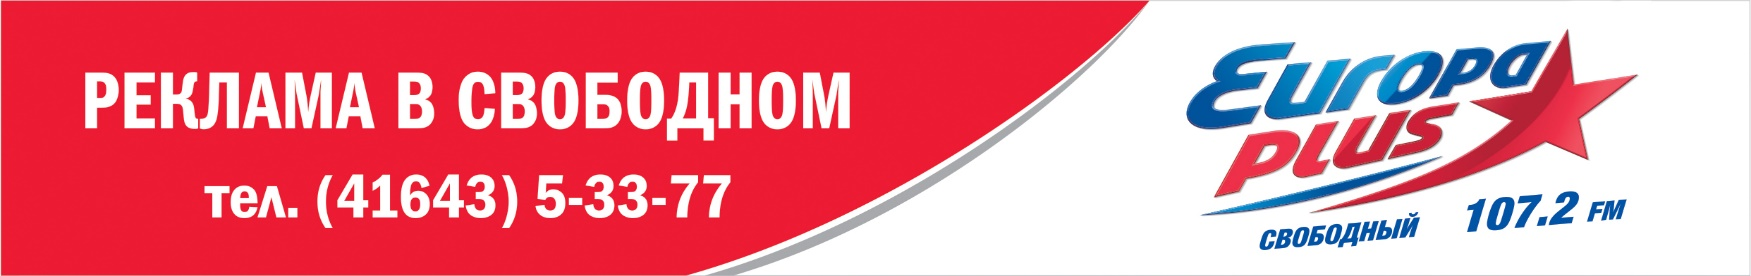 РЕКЛАМА В СВОБОДНОМ
тел. (41643) 5-33-77
Europa
PLUS
СВОБОДНЫЙ 107.2 FM